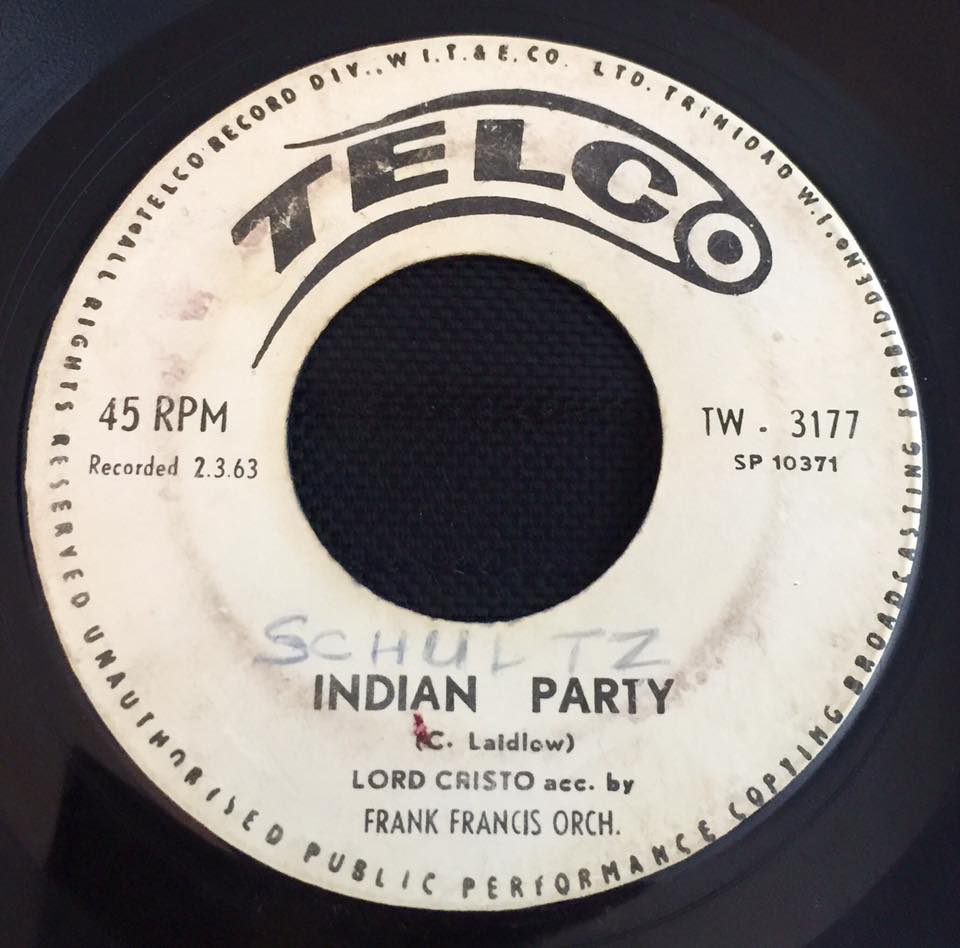 TELCO RECORD DIV., W I.T.& E.CO. LTD. TRINIDAD W.I.
ALL RIGHTS RESERVED UNAUTHORISED PUBLIC PERFORMANCE COPYING BROADCASTING FORBIDDEN
TELCO
45 RPM
Recorded 2.3.63
TW - 3177
SP 10371
SCHULTZ
INDIAN PARTY
(C. Laidlow)
LORD CRISTO acc. by
FRANK FRANCIS ORCH.